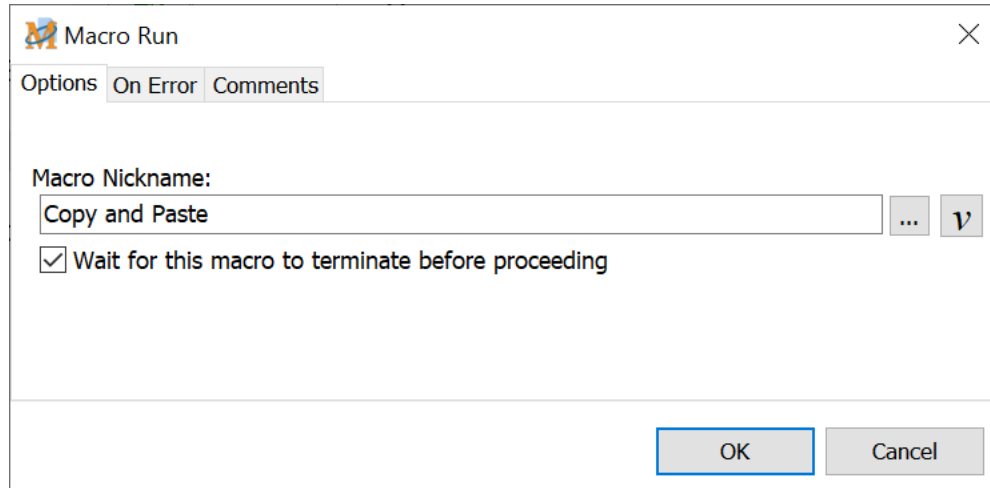 Macro Run
Options On Error Comments
Macro Nickname:
Copy and Paste ... v
Wait for this macro to terminate before proceeding
OK Cancel